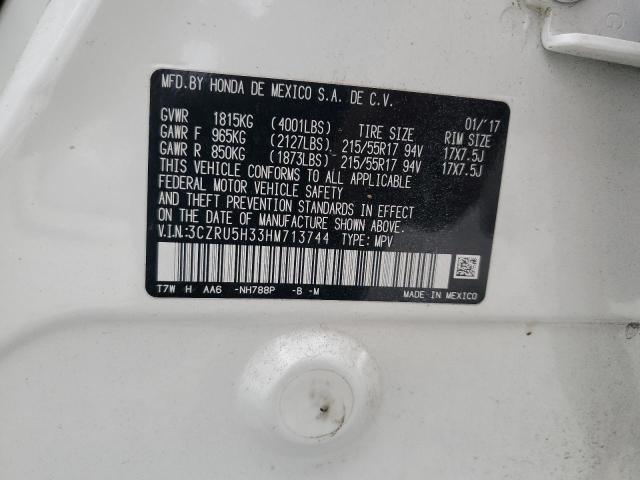 MFD.BY HONDA DE MEXICO S.A. DE C.V.
01/'17
GVWR 1815KG (4001LBS) TIRE SIZE RIM SIZE
GAWR F 965KG (2127LBS) 215/55R17 94V 17X7.5J
GAWR R 850KG (1873LBS) 215/55R17 94V 17X7.5J
THIS VEHICLE CONFORMS TO ALL APPLICABLE
FEDERAL MOTOR VEHICLE SAFETY
AND THEFT PREVENTION STANDARDS IN EFFECT
ON THE DATE OF MANUFACTURE SHOWN ABOVE.
V.I.N.:3CZRU5H33HM713744 TYPE: MPV
T7W H AA6 -NH788P -B -M MADE IN MEXICO